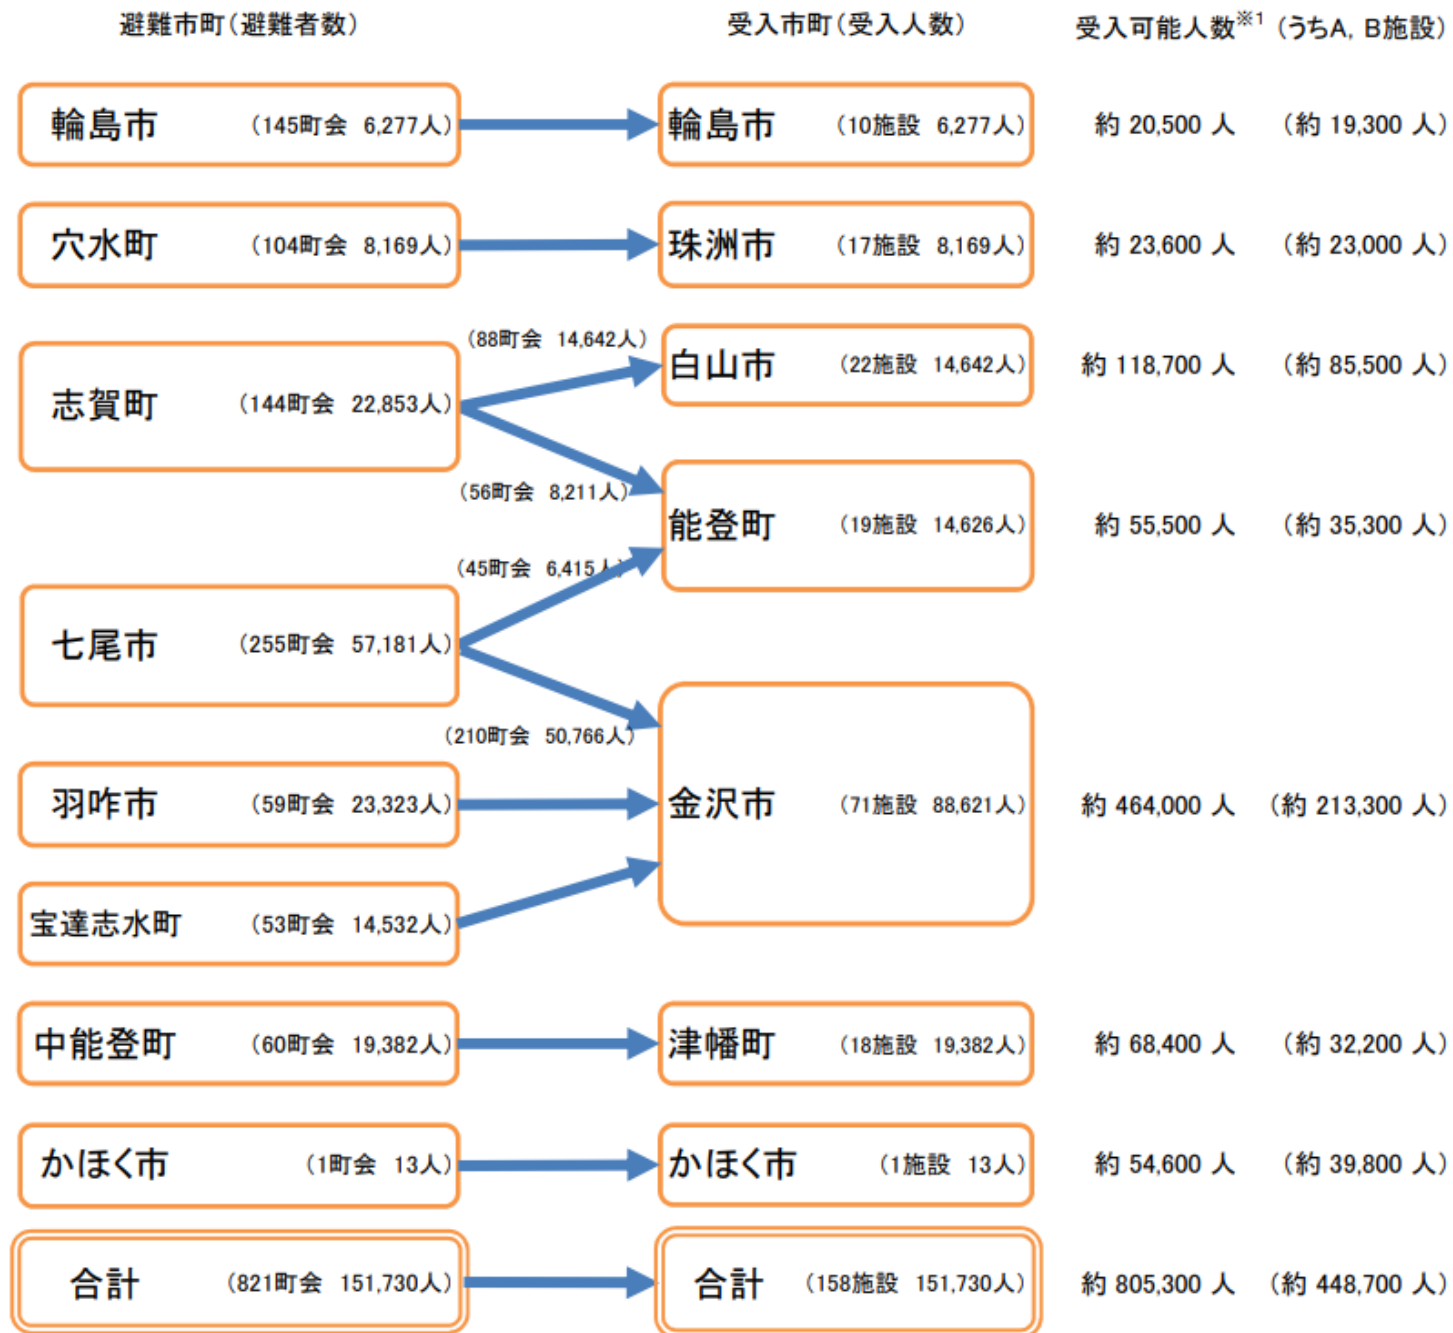 避難市町(避難者数) 受入市町(受入人数) 受入可能人数※1 (うちA, B施設)
輪島市 (145町会 6,277人) 輪島市 (10施設 6,277人) 約 20,500 人 (約 19,300 人)
穴水町 (104町会 8,169人) 珠洲市 (17施設 8,169人) 約 23,600 人 (約 23,000 人)
(88町会 14,642人)
白山市 (22施設 14,642人) 約 118,700 人 (約 85,500 人)
志賀町 (144町会 22,853人)
(56町会 8,211人)
能登町 (19施設 14,626人) 約 55,500 人 (約 35,300 人)
(45町会 6,415人)
七尾市 (255町会 57,181人)
(210町会 50,766人)
羽咋市 (59町会 23,323人) 金沢市 (71施設 88,621人) 約 464,000 人 (約 213,300 人)
宝達志水町 (53町会 14,532人)
中能登町 (60町会 19,382人) 津幡町 (18施設 19,382人) 約 68,400 人 (約 32,200 人)
かほく市 (1町会 13人) かほく市 (1施設 13人) 約 54,600 人 (約 39,800 人)
合計 (821町会 151,730人) 合計 (158施設 151,730人) 約 805,300 人 (約 448,700 人)